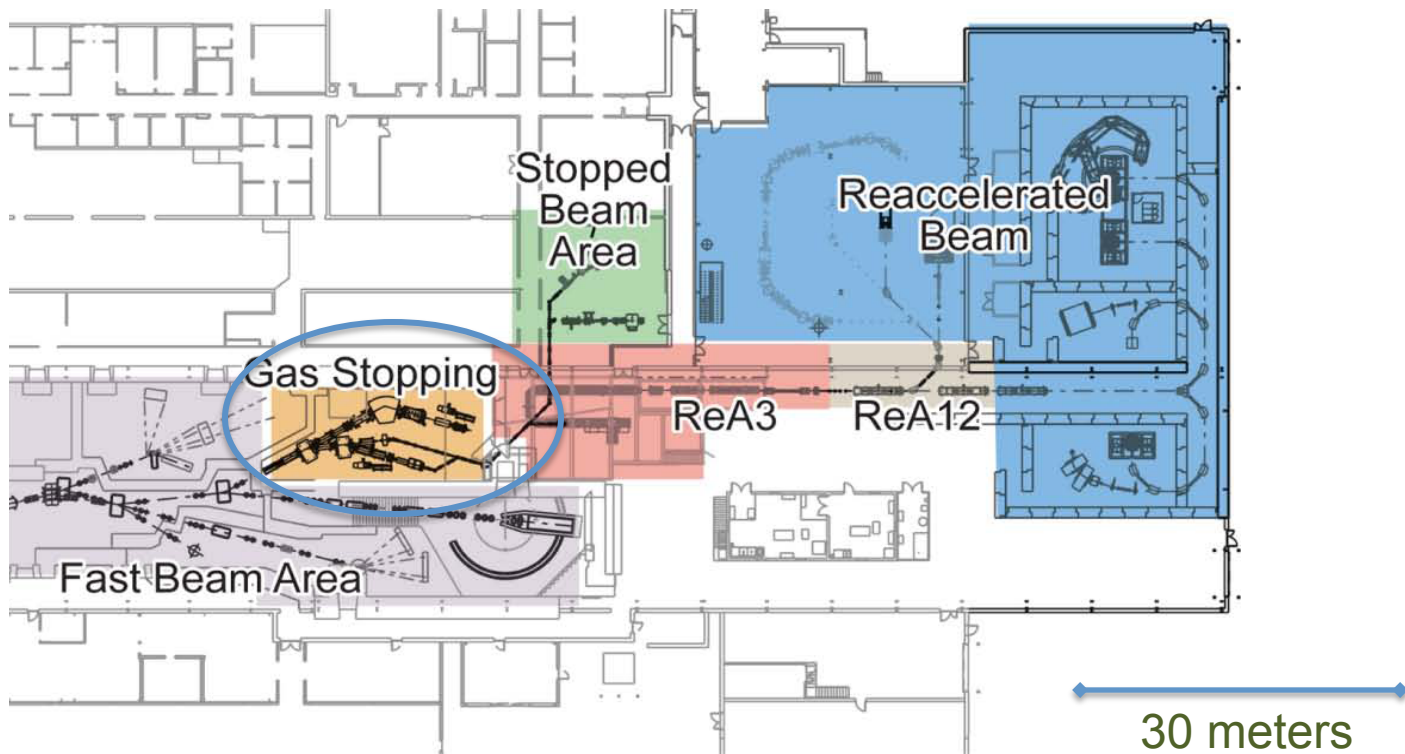 Stopped
Beam
Area
Reaccelerated
Beam
Gas Stopping
ReA3
ReA12
Fast Beam Area
30 meters